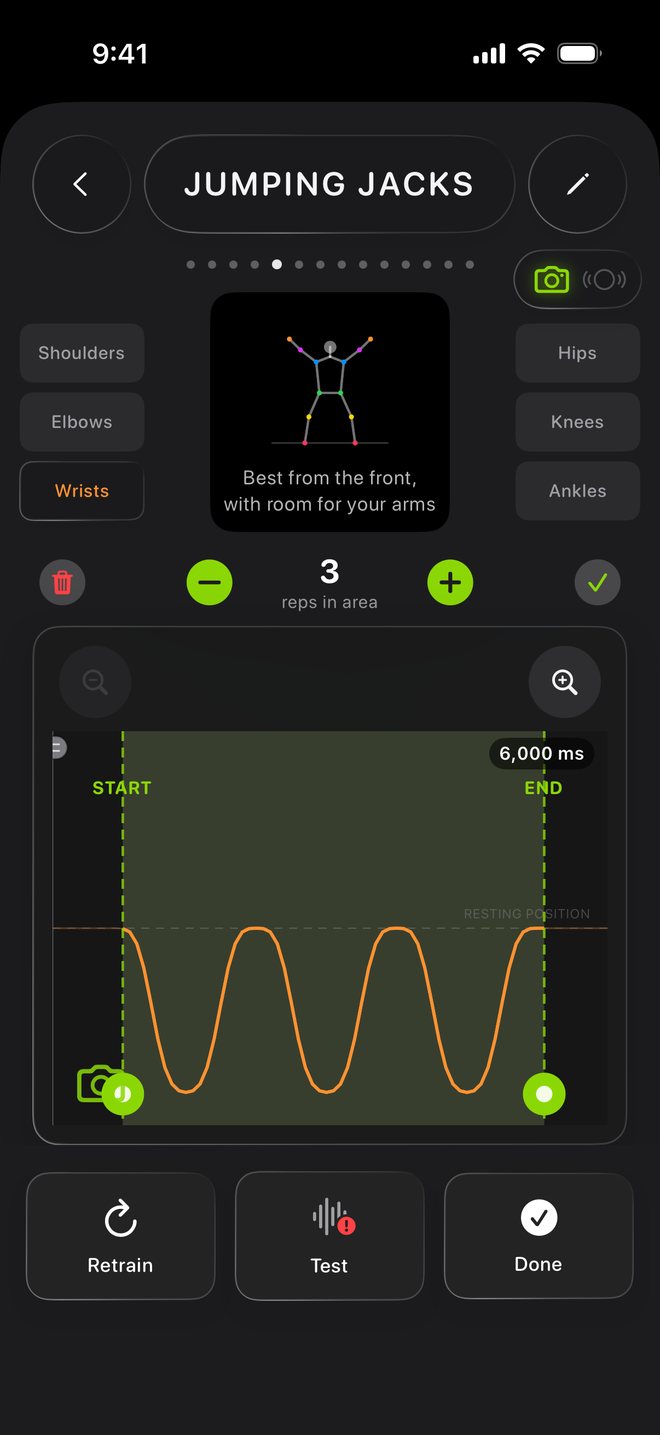 9:41
JUMPING JACKS
Shoulders
Hips
Elbows
Knees
Wrists
Ankles
Best from the front,
with room for your arms
3
reps in area
6,000 ms
START
END
RESTING POSITION
Retrain
Test
Done